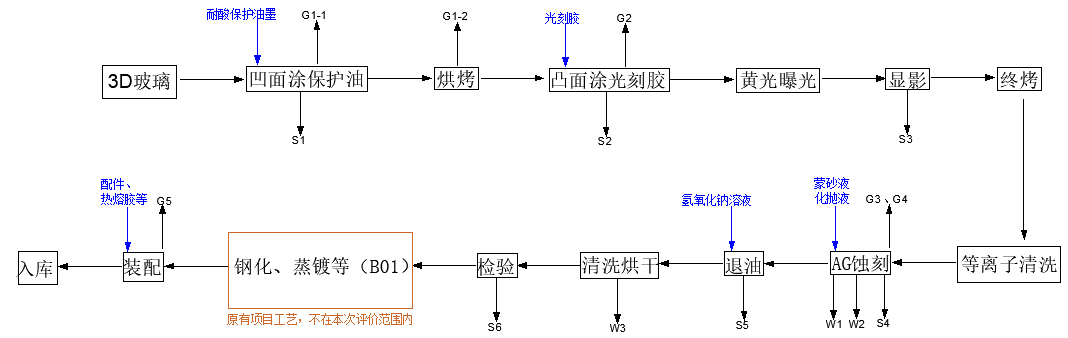 耐酸保护油墨
G1-1
G1-2
光刻胶
G2
3D玻璃
凹面涂保护油
烘烤
凸面涂光刻胶
黄光曝光
显影
终烤
S1
S2
S3
配件、
热熔胶等
G5
氢氧化钠溶液
蒙砂液
化抛液
G3、G4
入库
装配
钢化、蒸镀等（B01）
检验
清洗烘干
退油
AG蚀刻
等离子清洗
原有项目工艺，不在本次评价范围内
S6
W3
S5
W1
W2
S4